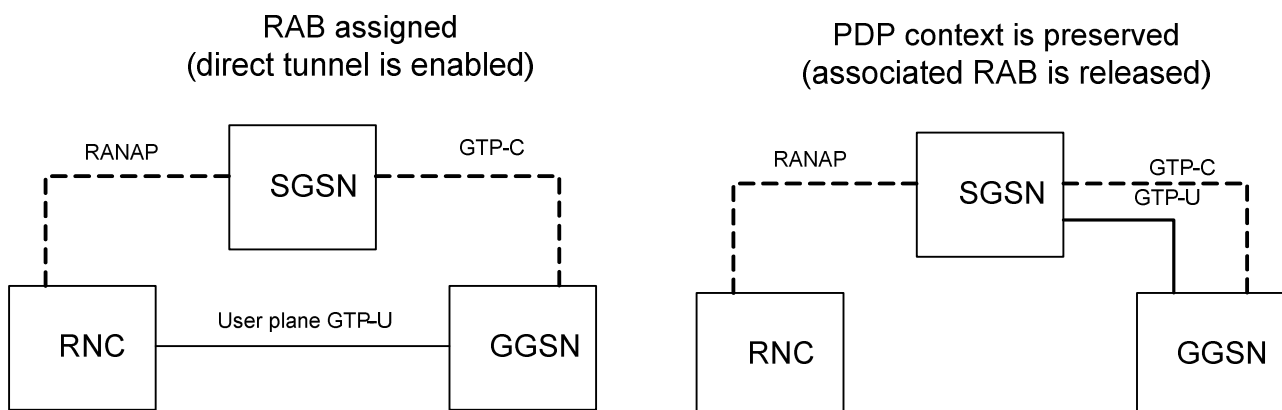 RAB assigned
(direct tunnel is enabled)
RANAP
GTP-C
SGSN
RNC
User plane GTP-U
GGSN
PDP context is preserved
(associated RAB is released)
RANAP
SGSN
GTP-C
GTP-U
RNC
GGSN